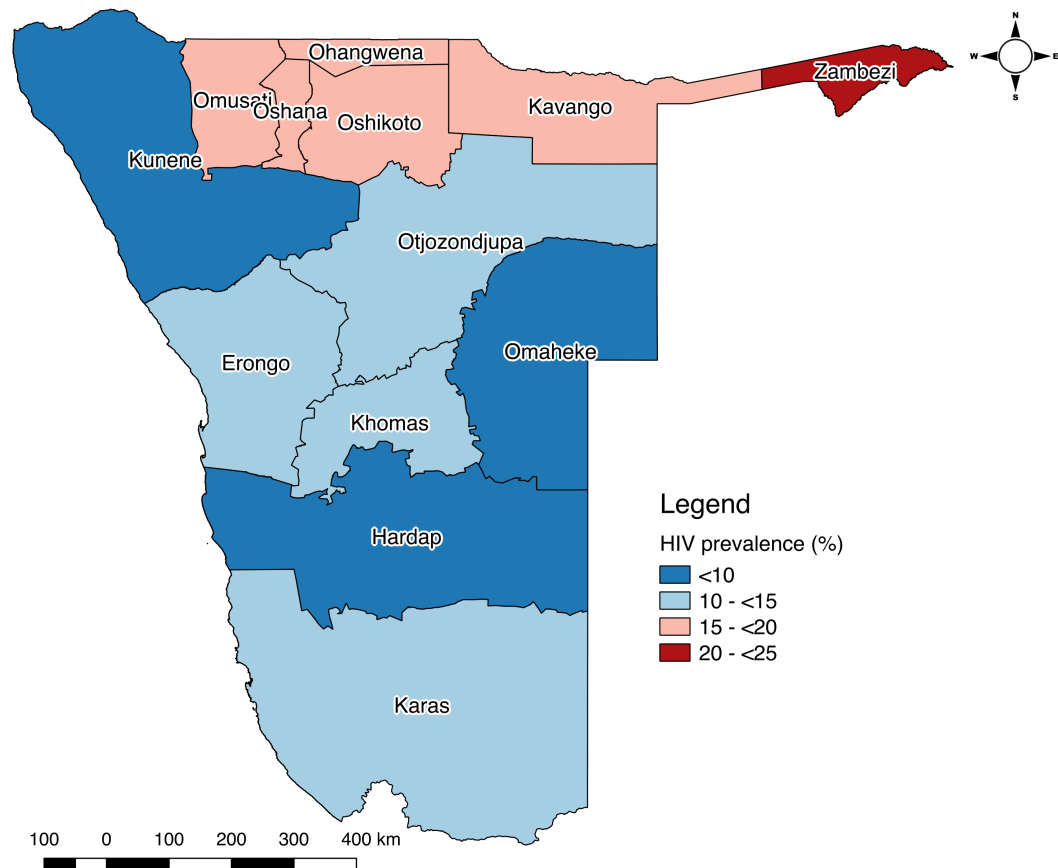 N
W E
S
Ohangwena
Zambezi
Omusati
Oshana
Oshikoto
Kavango
Kunene
Otjozondjupa
Omaheke
Erongo
Khomas
Hardap
Karas
Legend
HIV prevalence (%)
<10
10 - <15
15 - <20
20 - <25
100 0 100 200 300 400 km